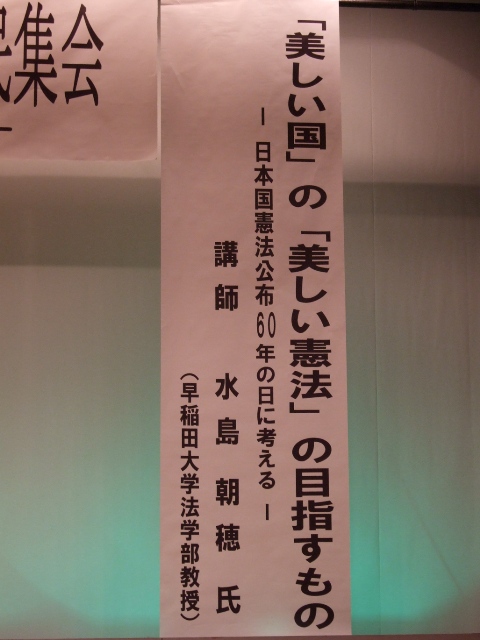 民集会
「美しい国」の「美しい憲法」の目指すもの
― 日本国憲法公布60年の日に考える ―
講師　水島朝穂氏
（早稲田大学法学部教授）